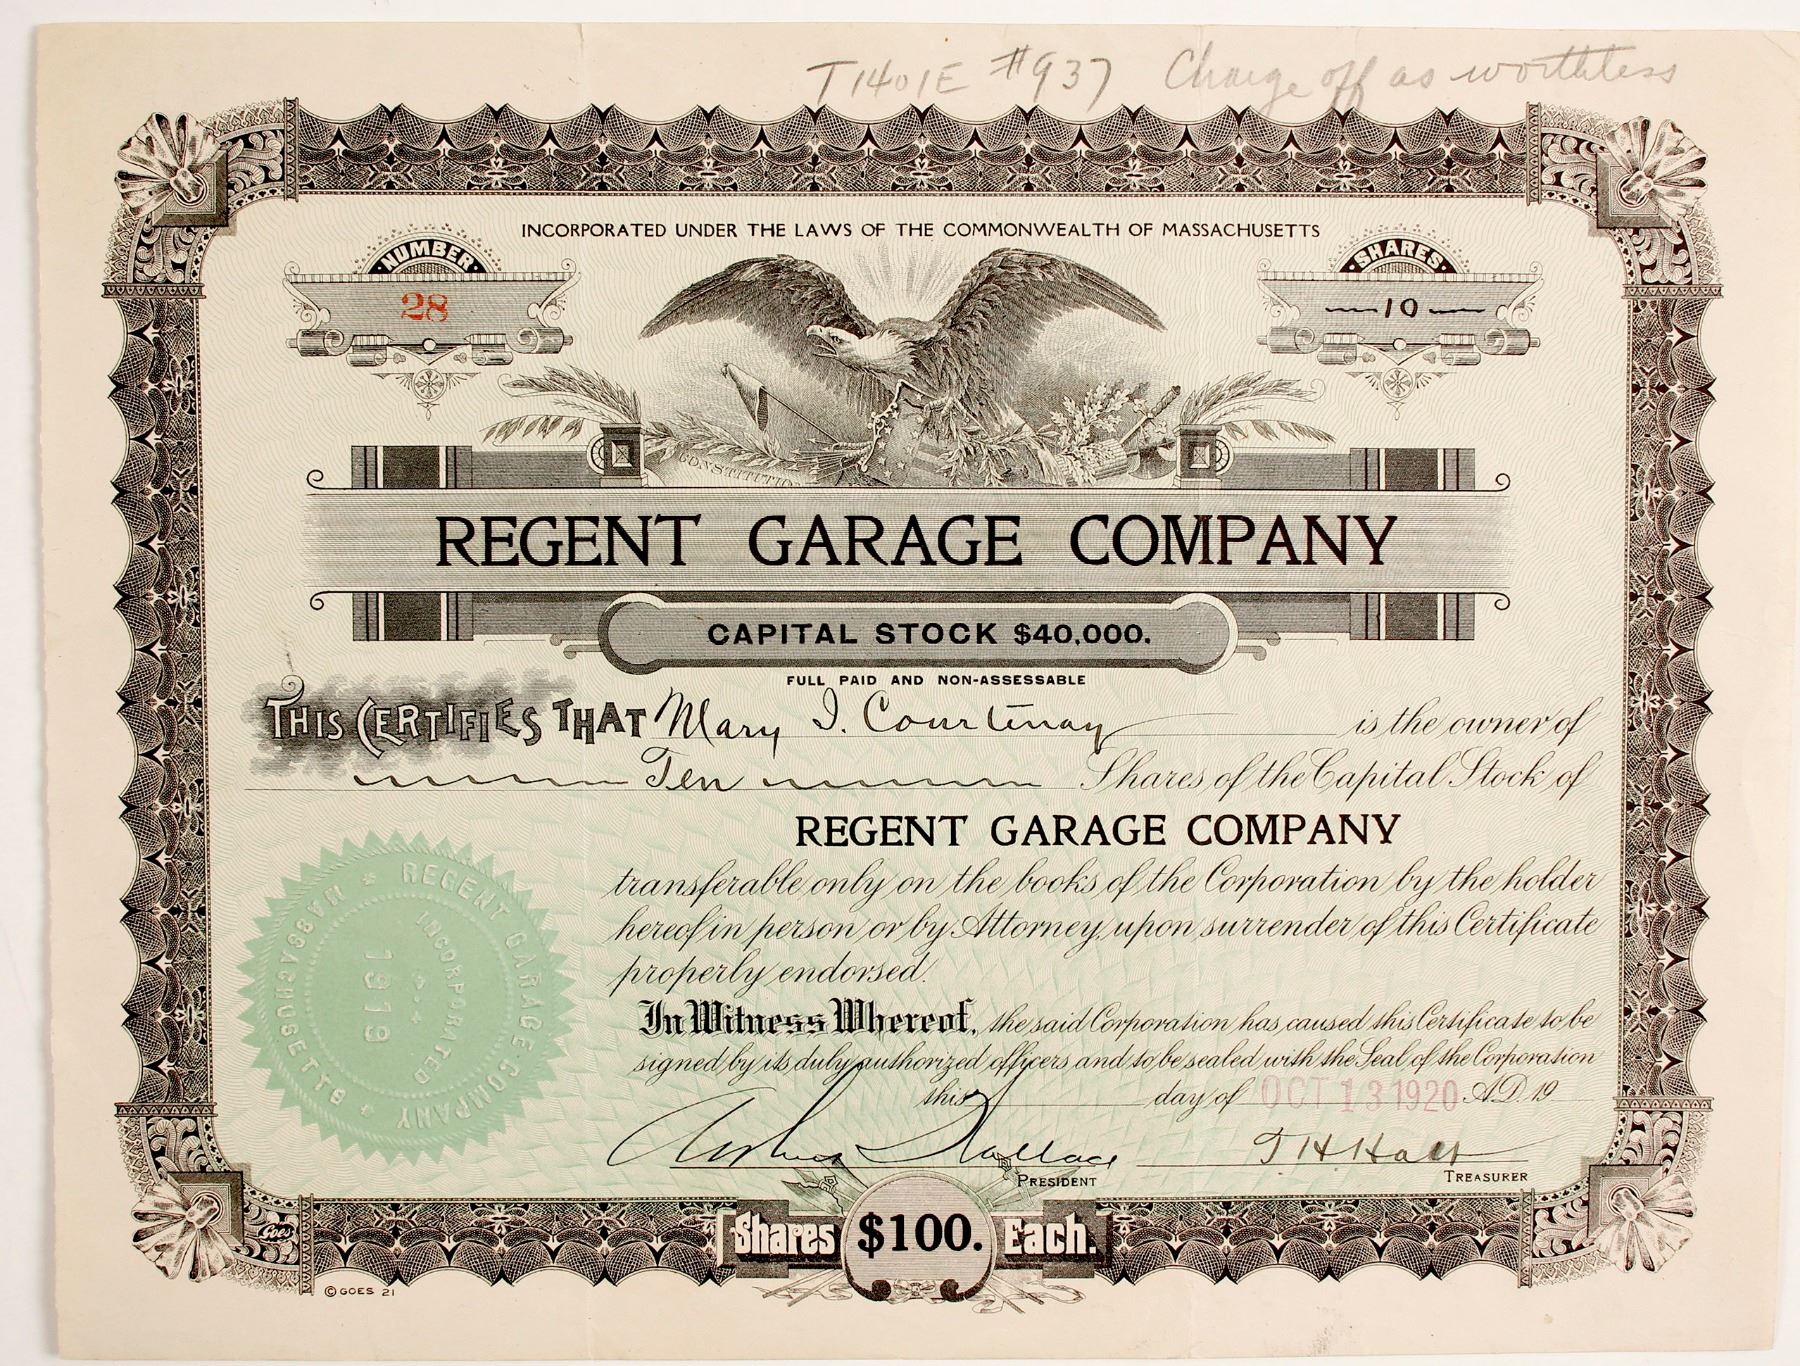 T1401E #937 Charge off as worthless
INCORPORATED UNDER THE LAWS OF THE COMMONWEALTH OF MASSACHUSETTS
NUMBER
28
SHARES
10
CONSTITUTION
REGENT GARAGE COMPANY
CAPITAL STOCK $40,000.
FULL PAID AND NON-ASSESSABLE
THIS CERTIFIES THAT Mary I. Courtenay is the owner of
Ten Shares of the Capital Stock of
REGENT GARAGE COMPANY
transferable only on the books of the Corporation by the holder
hereof in person or by Attorney, upon surrender of this Certificate
properly endorsed.
In Witness Whereof, the said Corporation has caused this Certificate to be
signed by its duly authorized officers and to be sealed with the Seal of the Corporation
this day of OCT 13 1920 A.D. 19
REGENT GARAGE COMPANY
MASSACHUSETTS
INCORPORATED
1919
Wallace
PRESIDENT
TREASURER
Shares $100. Each.
Goes
© GOES 21